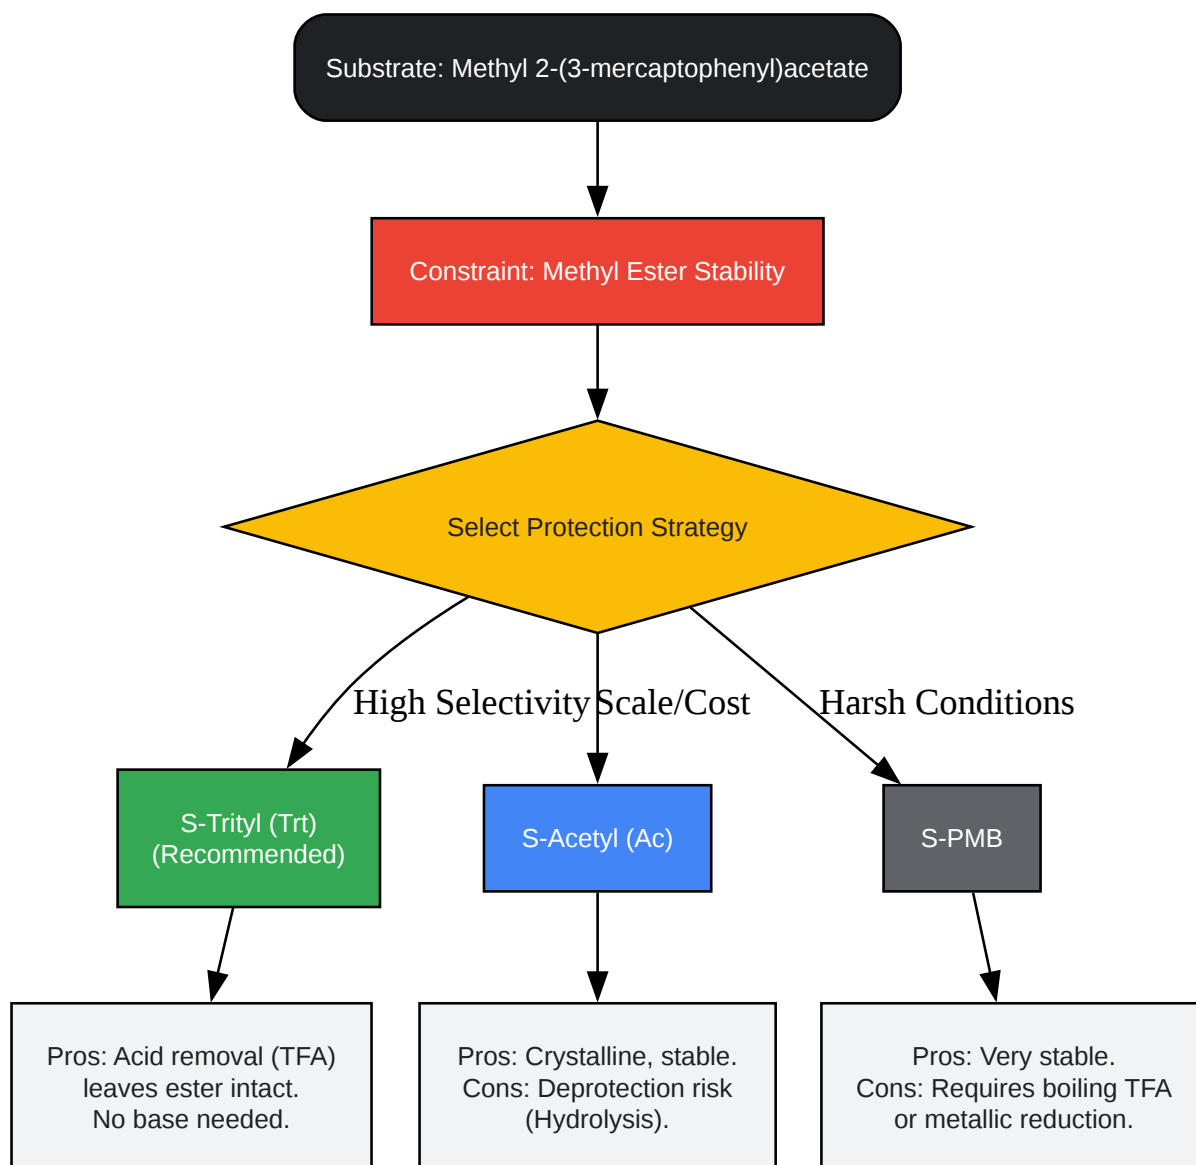 Substrate: Methyl 2-(3-mercaptophenyl)acetate
Constraint: Methyl Ester Stability
Select Protection Strategy
High Selectivity
Scale/Cost
Harsh Conditions
S-Trityl (Trt)
(Recommended)
S-Acetyl (Ac)
S-PMB
Pros: Acid removal (TFA)
leaves ester intact.
No base needed.
Pros: Crystalline, stable.
Cons: Deprotection risk
(Hydrolysis).
Pros: Very stable.
Cons: Requires boiling TFA
or metallic reduction.